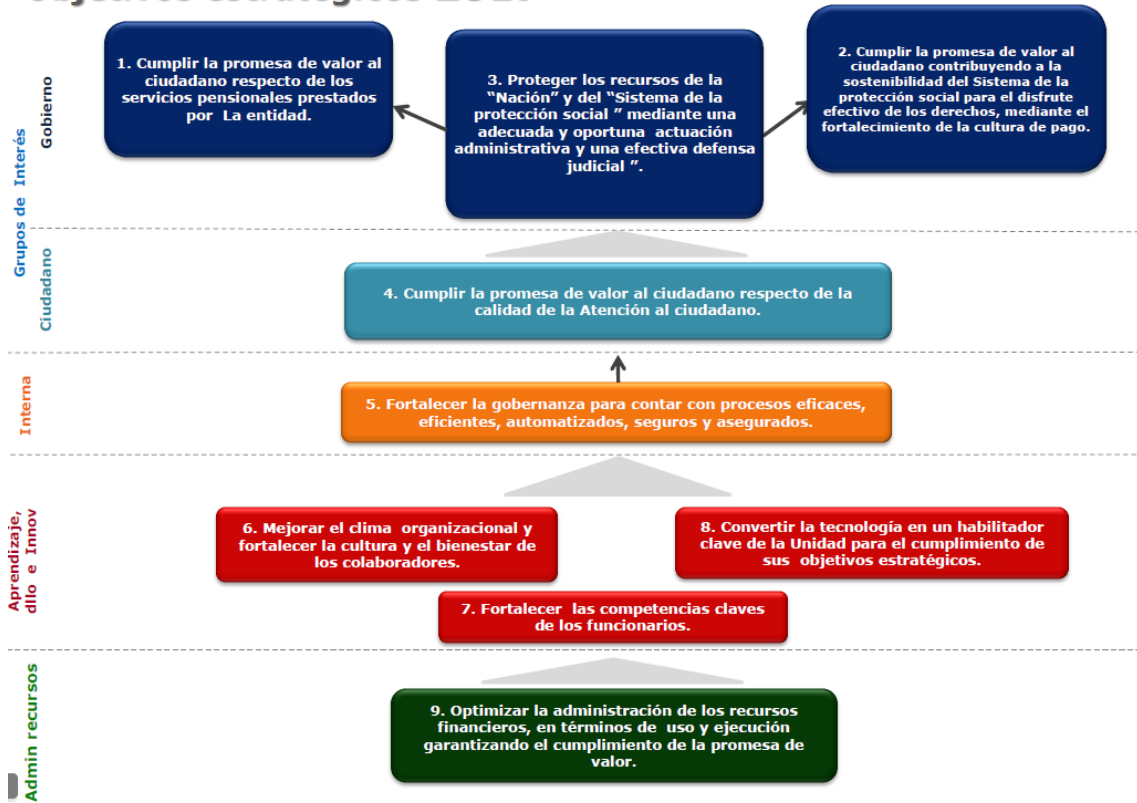 1. Cumplir la promesa de valor al
ciudadano respecto de los
servicios pensionales prestados
por La entidad.
3. Proteger los recursos de la
“Nación” y del “Sistema de la
protección social ” mediante una
adecuada y oportuna actuación
administrativa y una efectiva defensa
judicial ”.
2. Cumplir la promesa de valor al
ciudadano contribuyendo a la
sostenibilidad del Sistema de la
protección social para el disfrute
efectivo de los derechos, mediante el
fortalecimiento de la cultura de pago.
Grupos de Interés
Gobierno
Ciudadano
4. Cumplir la promesa de valor al ciudadano respecto de la
calidad de la Atención al ciudadano.
Interna
5. Fortalecer la gobernanza para contar con procesos eficaces,
eficientes, automatizados, seguros y asegurados.
Aprendizaje,
dllo e Innov
6. Mejorar el clima organizacional y
fortalecer la cultura y el bienestar de
los colaboradores.
8. Convertir la tecnología en un habilitador
clave de la Unidad para el cumplimiento de
sus objetivos estratégicos.
7. Fortalecer las competencias claves
de los funcionarios.
Admin recursos
9. Optimizar la administración de los recursos
financieros, en términos de uso y ejecución
garantizando el cumplimiento de la promesa de
valor.